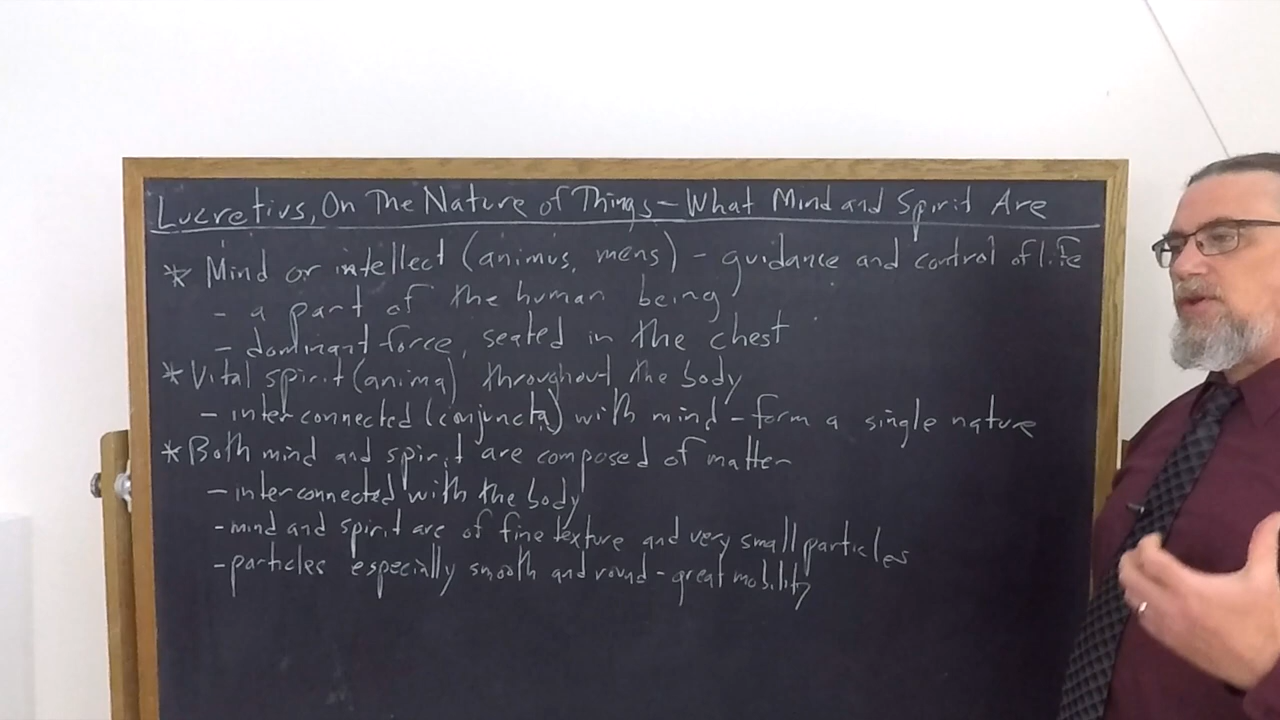 Lucretius, On The Nature of Things - What Mind and Spirit Are
* Mind or intellect (animus, mens) - guidance and control of life
- a part of the human being
- dominant force, seated in the chest
* Vital spirit (anima) throughout the body
- interconnected (conjuncta) with mind - form a single nature
* Both mind and spirit are composed of matter
- interconnected with the body
- mind and spirit are of fine texture and very small particles
- particles especially smooth and round - great mobility